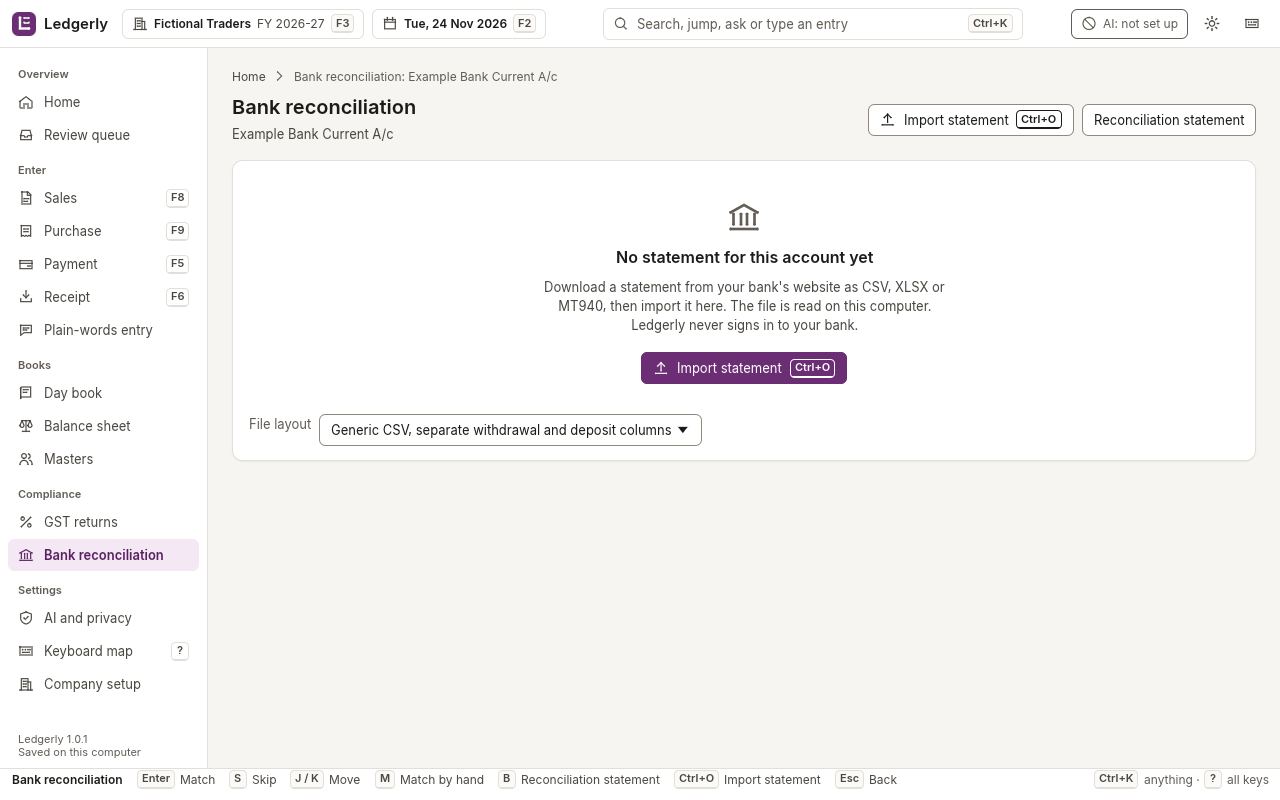 Ledgerly
Fictional Traders FY 2026-27 F3
Tue, 24 Nov 2026 F2
Search, jump, ask or type an entry Ctrl+K
AI: not set up
Overview
Home
Review queue
Enter
Sales F8
Purchase F9
Payment F5
Receipt F6
Plain-words entry
Books
Day book
Balance sheet
Masters
Compliance
GST returns
Bank reconciliation
Settings
AI and privacy
Keyboard map ?
Company setup
Ledgerly 1.0.1
Saved on this computer
Home Bank reconciliation: Example Bank Current A/c
Bank reconciliation
Example Bank Current A/c
Import statement Ctrl+O
Reconciliation statement
No statement for this account yet
Download a statement from your bank's website as CSV, XLSX or
MT940, then import it here. The file is read on this computer.
Ledgerly never signs in to your bank.
Import statement Ctrl+O
File layout Generic CSV, separate withdrawal and deposit columns
Bank reconciliation Enter Match S Skip J / K Move M Match by hand B Reconciliation statement Ctrl+O Import statement Esc Back Ctrl+K anything · ? all keys